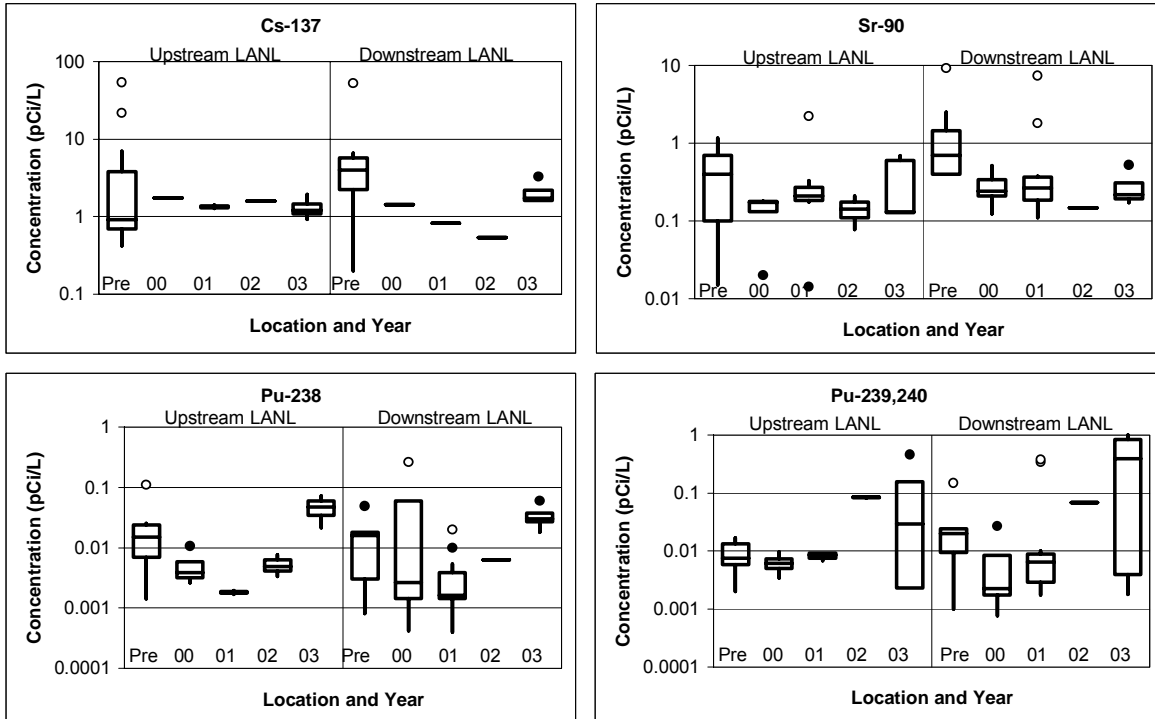 Cs-137
Upstream LANL Downstream LANL
Concentration (pCi/L)
100
10
1
0.1
Pre 00 01 02 03 Pre 00 01 02 03
Location and Year
Sr-90
Upstream LANL Downstream LANL
Concentration (pCi/L)
10
1
0.1
0.01
Pre 00 01 02 03 Pre 00 01 02 03
Location and Year
Pu-238
Upstream LANL Downstream LANL
Concentration (pCi/L)
1
0.1
0.01
0.001
0.0001
Pre 00 01 02 03 Pre 00 01 02 03
Location and Year
Pu-239,240
Upstream LANL Downstream LANL
Concentration (pCi/L)
1
0.1
0.01
0.001
0.0001
Pre 00 01 02 03 Pre 00 01 02 03
Location and Year